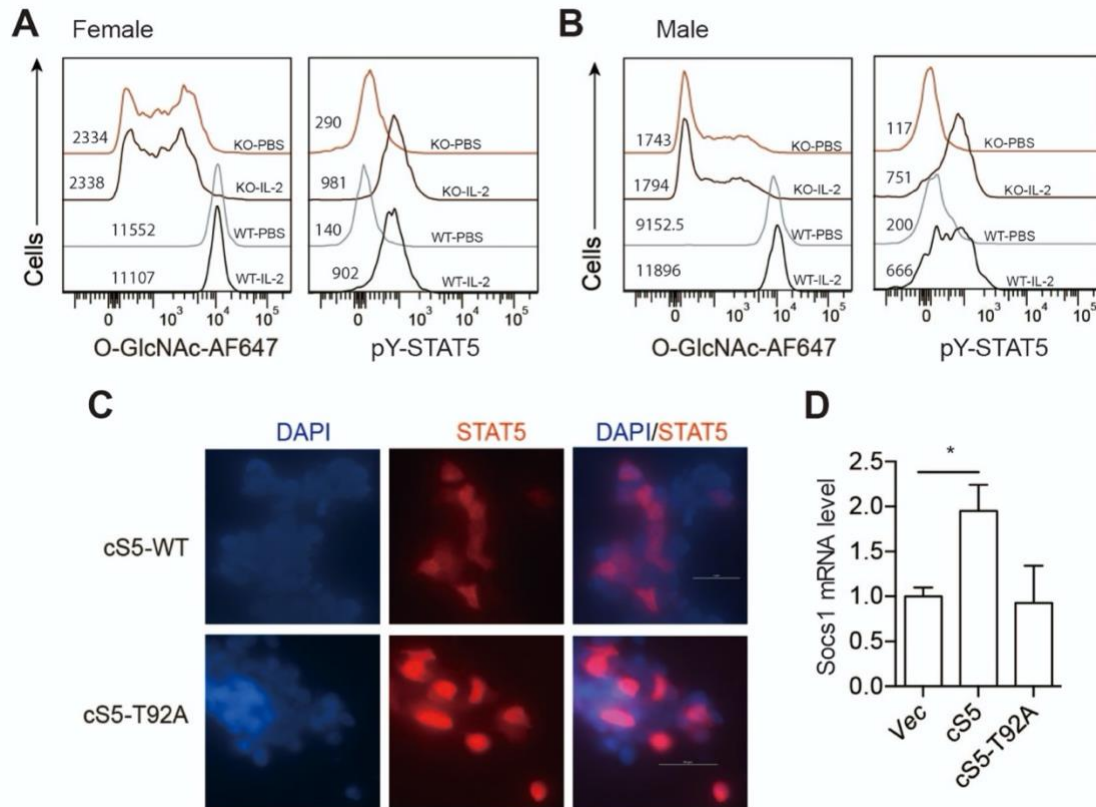 A Female
B Male
KO-PBS
2334
KO-IL-2
2338
WT-PBS
11552
WT-IL-2
11107
Cells
0 10³ 10⁴ 10⁵
O-GlcNAc-AF647
KO-PBS
290
KO-IL-2
981
WT-PBS
140
WT-IL-2
902
0 10³ 10⁴ 10⁵
pY-STAT5
KO-PBS
1743
KO-IL-2
1794
WT-PBS
9152.5
WT-IL-2
11896
Cells
0 10³ 10⁴ 10⁵
O-GlcNAc-AF647
KO-PBS
117
KO-IL-2
751
WT-PBS
200
WT-IL-2
666
0 10³ 10⁴ 10⁵
pY-STAT5
C
DAPI STAT5 DAPI/STAT5
cS5-WT
cS5-T92A
D
*
Socs1 mRNA level
2.5
2.0
1.5
1.0
0.5
0.0
Vec cS5 cS5-T92A